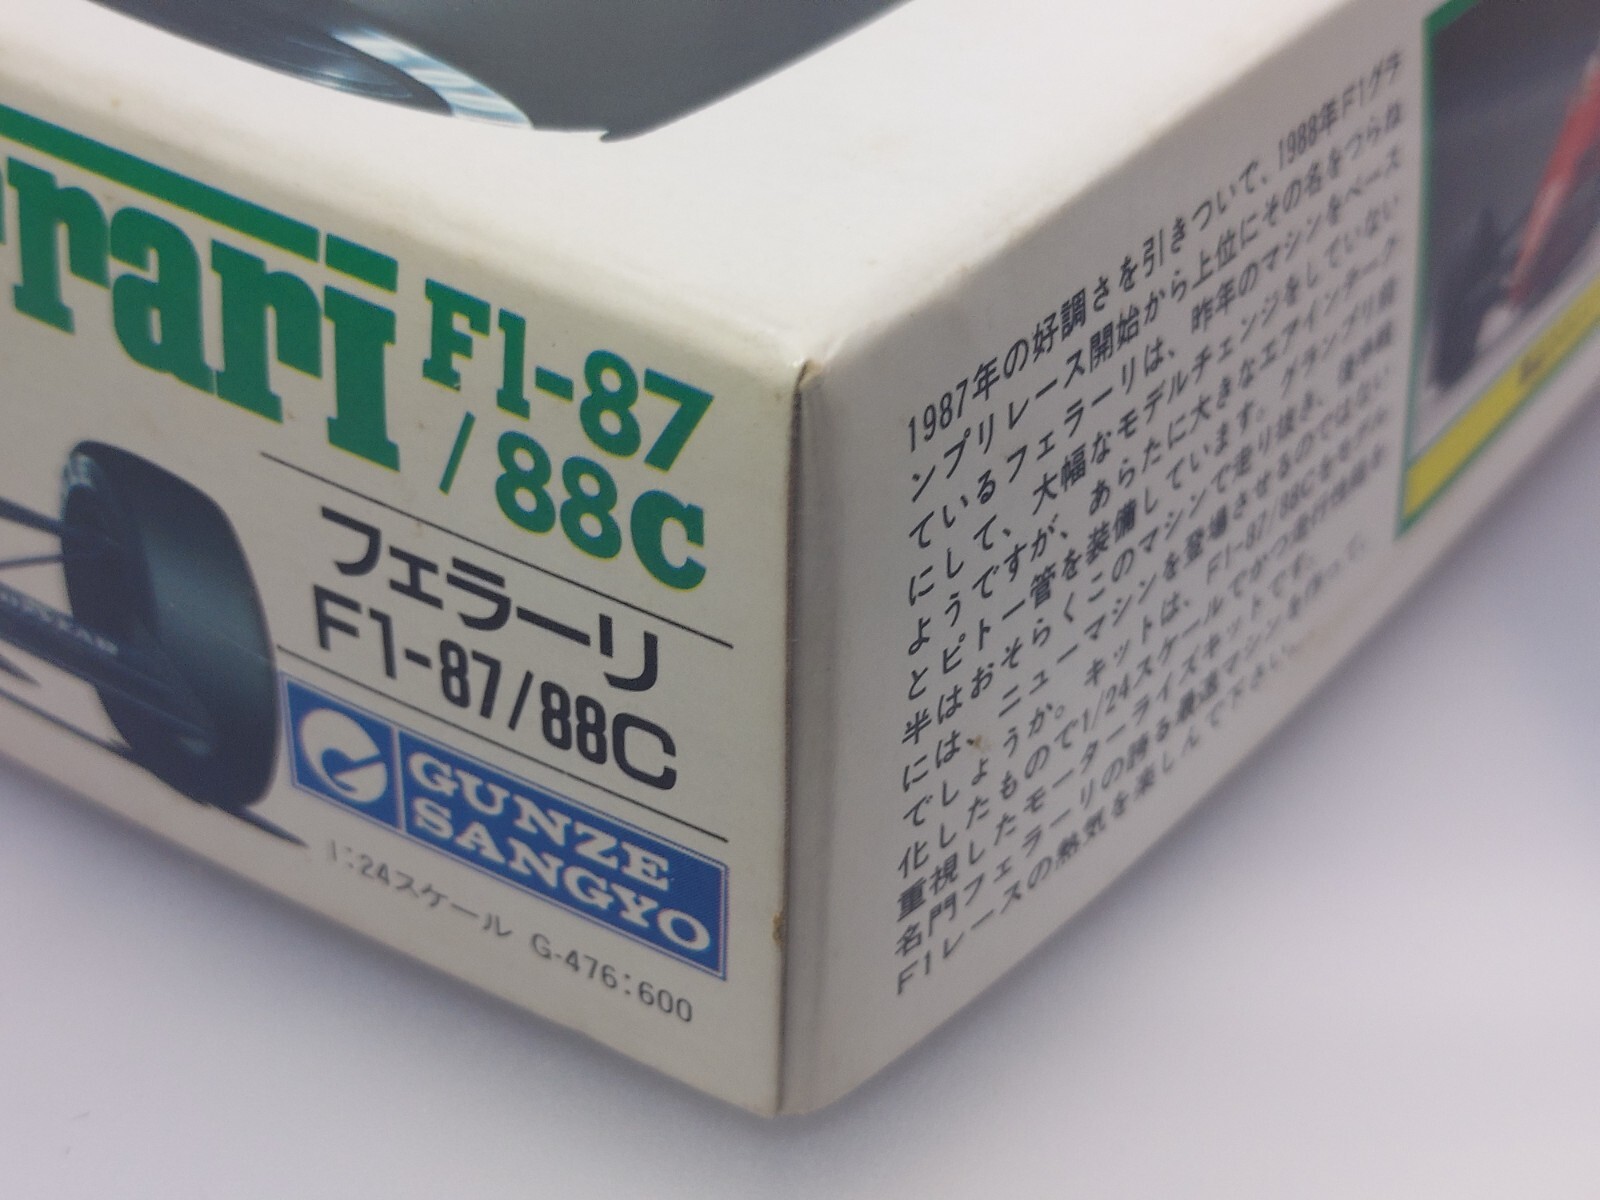 rari F1-87
/88C
フェラーリ
F1-87/88C
GUNZE
SANGYO
1:24スケール G-476:600
1987年の好調さを引きついで、1988年F1グラ
ンプリレース開始から上位にその名をつらね
ているフェラーリは、昨年のマシンをベース
にして、大幅なモデルチェンジをしていない
ようですが、あらたに大きなエアインテーク
とピトー管を装備しています。グランプリ前
半はおそらくこのマシンで走り抜き、後半戦
には、ニューマシンを登場させるのではない
でしょうか。キットは、F1-87/88Cをモデル
化したもので1/24スケールでかつ走行性能を
重視したモーターライズキットです。
名門フェラーリの誇る最速マシンを作って、
F1レースの熱気を楽しんで下さい。